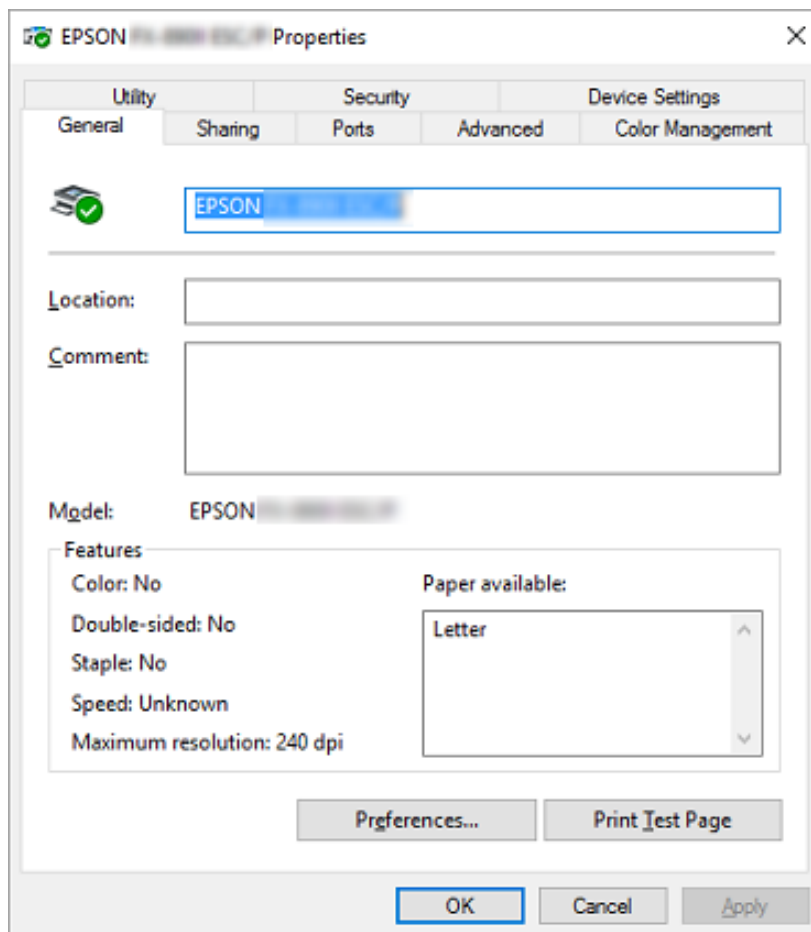 EPSON Properties
Utility Security Device Settings
General Sharing Ports Advanced Color Management
EPSON
Location:
Comment:
Model: EPSON
Features
Color: No
Paper available:
Double-sided: No
Letter
Staple: No
Speed: Unknown
Maximum resolution: 240 dpi
Preferences... Print Test Page
OK Cancel Apply